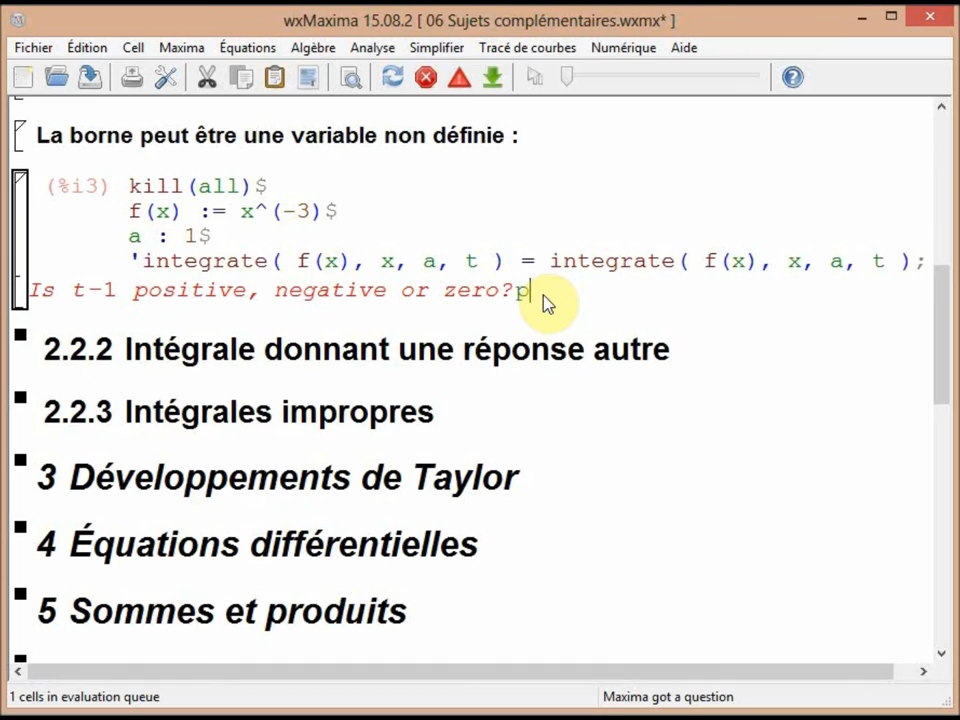 wxMaxima 15.08.2 [ 06 Sujets complémentaires.wxmx* ]
Fichier Édition Cell Maxima Équations Algèbre Analyse Simplifier Tracé de courbes Numérique Aide
La borne peut être une variable non définie :
(%i3) kill(all)$
f(x) := x^(-3)$
a : 1$
'integrate( f(x), x, a, t ) = integrate( f(x), x, a, t );
Is t-1 positive, negative or zero?p
2.2.2 Intégrale donnant une réponse autre
2.2.3 Intégrales impropres
3 Développements de Taylor
4 Équations différentielles
5 Sommes et produits
1 cells in evaluation queue Maxima got a question